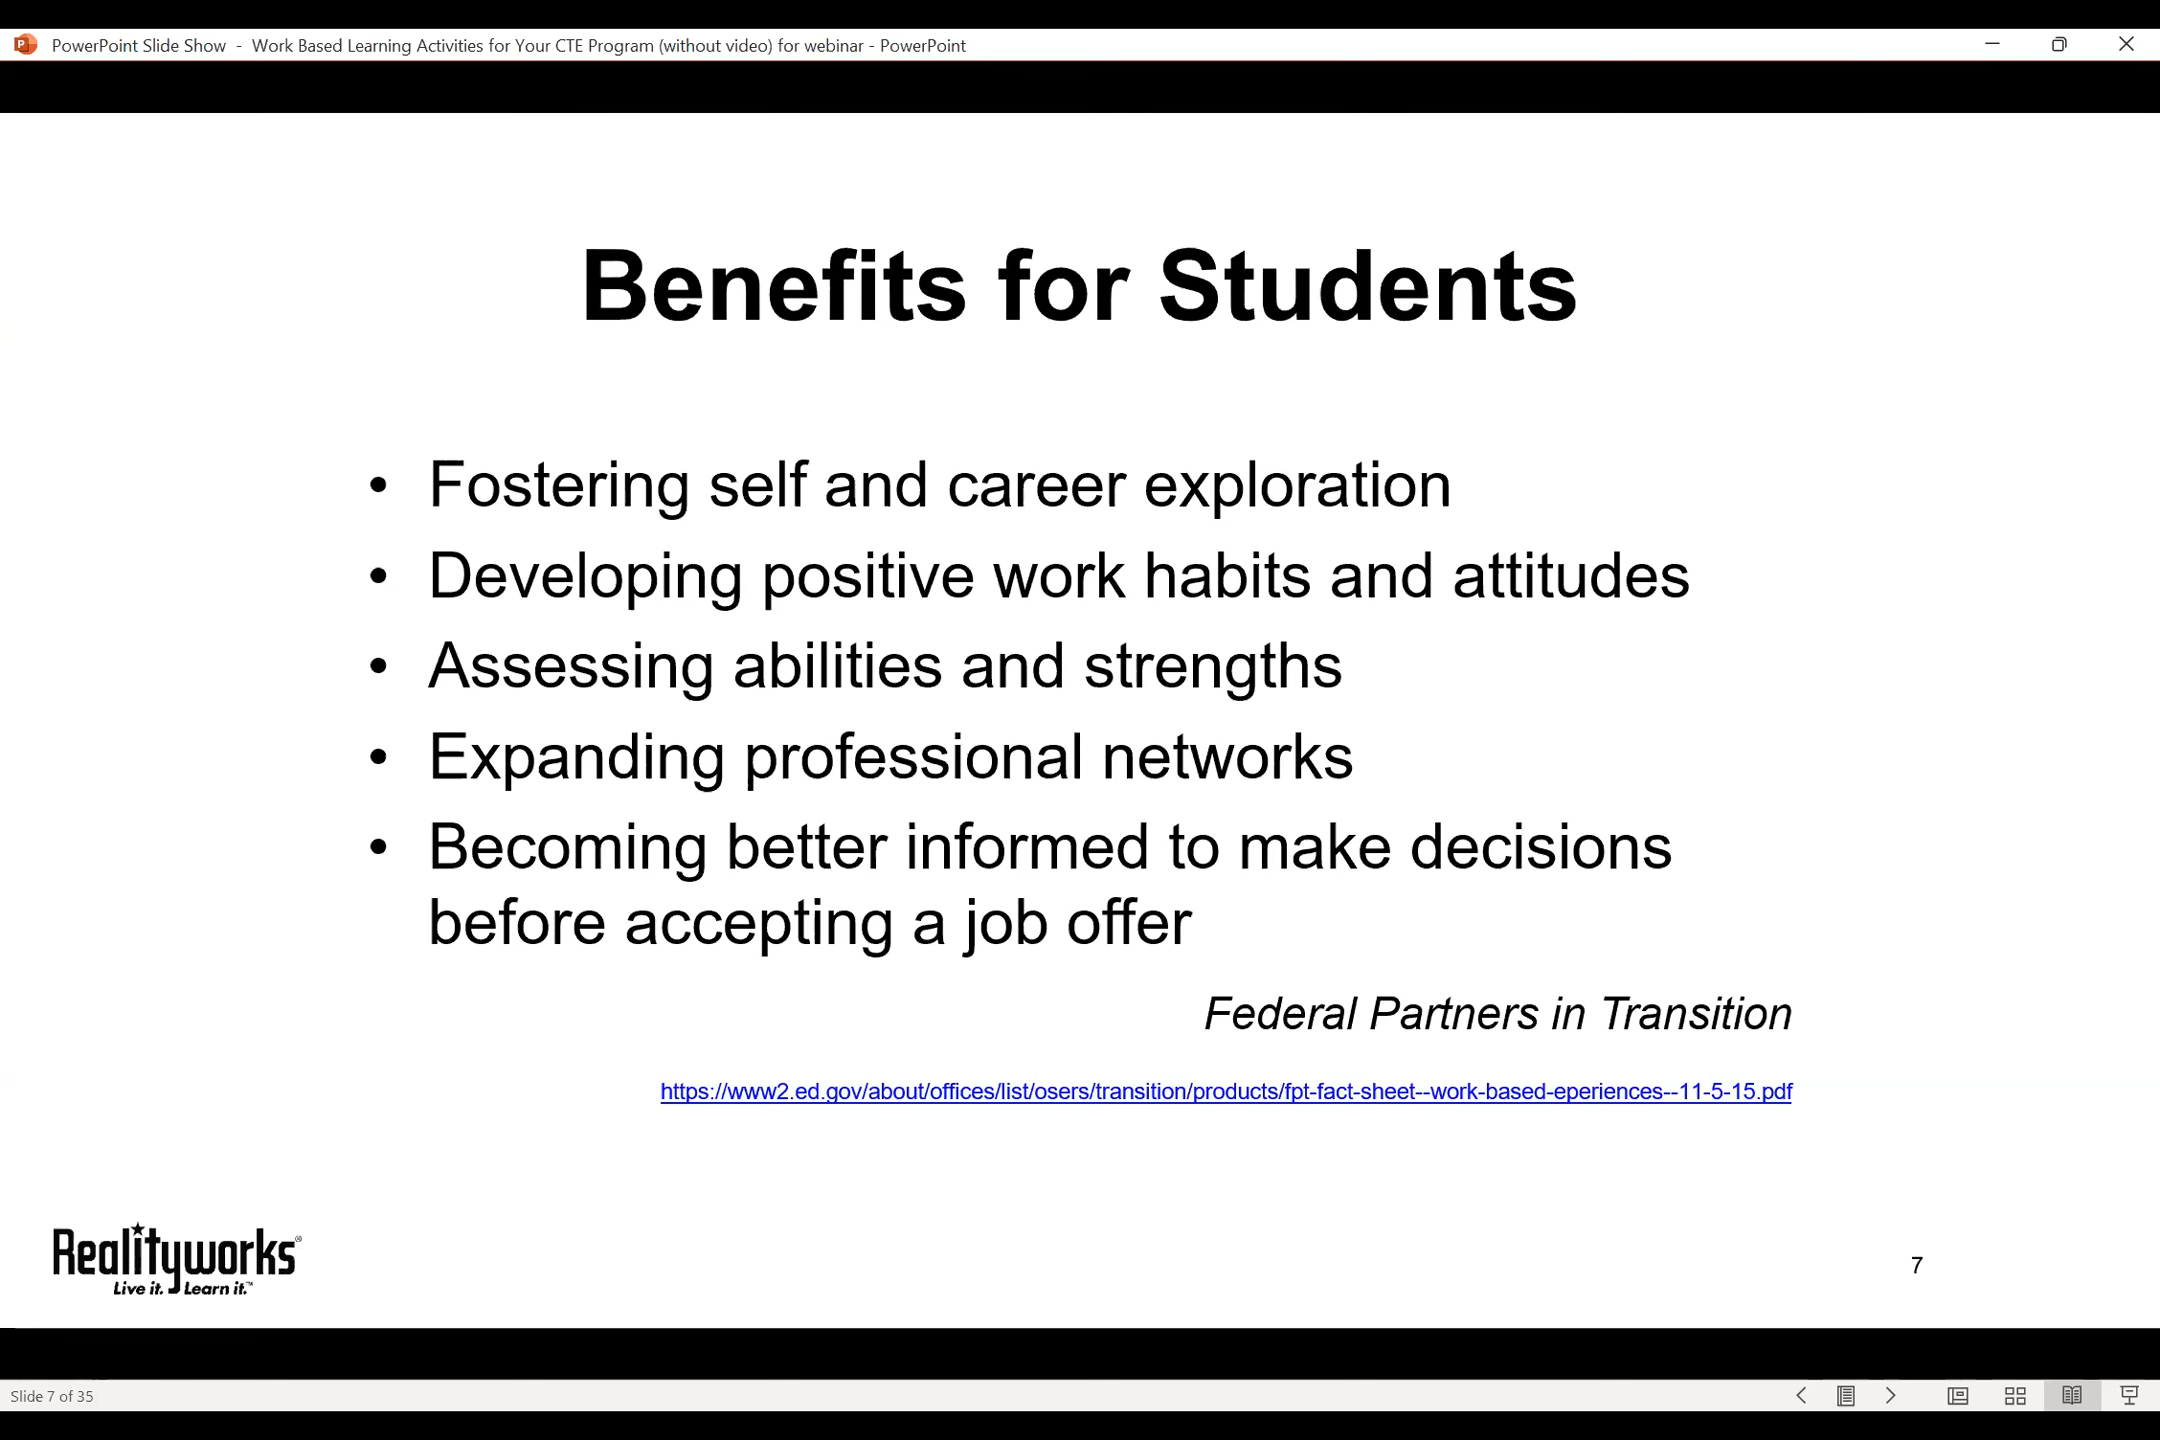 PowerPoint Slide Show - Work Based Learning Activities for Your CTE Program (without video) for webinar - PowerPoint
Benefits for Students
• Fostering self and career exploration
• Developing positive work habits and attitudes
• Assessing abilities and strengths
• Expanding professional networks
• Becoming better informed to make decisions
before accepting a job offer
Federal Partners in Transition
https://www2.ed.gov/about/offices/list/osers/transition/products/fpt-fact-sheet--work-based-eperiences--11-5-15.pdf
Realityworks®
Live it. Learn it.™
7
Slide 7 of 35